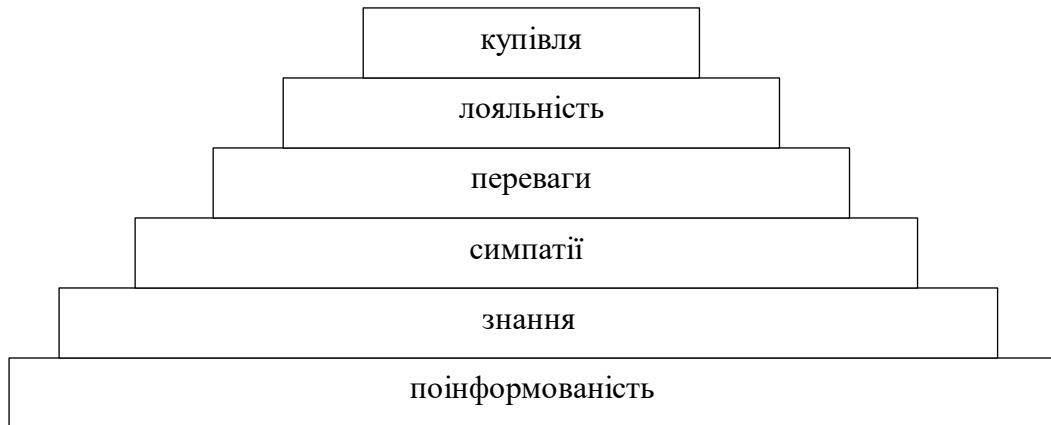 купівля
лояльність
переваги
симпатії
знання
поінформованість